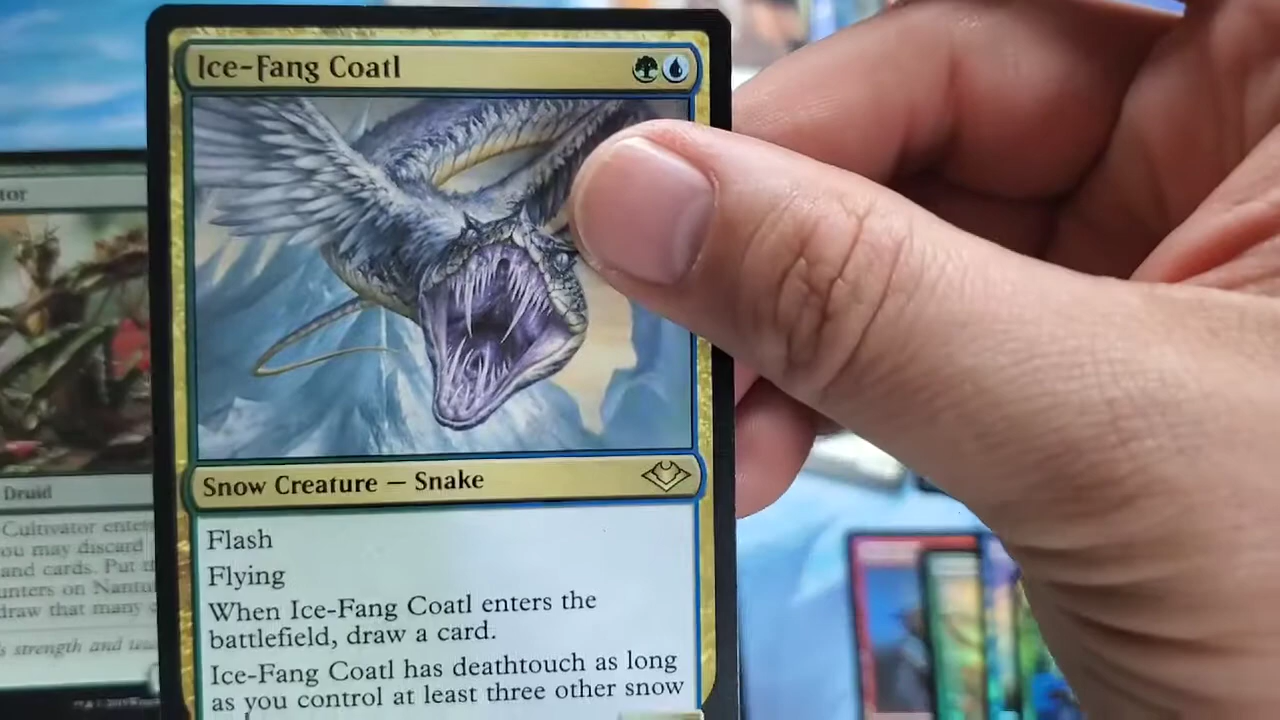 Ice-Fang Coatl
Snow Creature — Snake
Flash
Flying
When Ice-Fang Coatl enters the
battlefield, draw a card.
Ice-Fang Coatl has deathtouch as long
as you control at least three other snow
tor
Druid
Cultivator
ou may discard
and cards. Put
unters on
draw that many
strength and